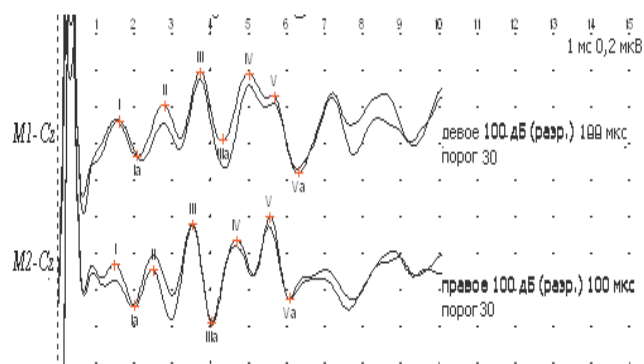 1 2 3 4 5 6 7 8 9 10 11 12 13 14 15
1 мс 0,2 мкВ
I II III IV V
M1-Cz
Ia IIIa Va
девое 100 дБ (разр.) 100 мкс
порог 30
I II III IV V
M2-Cz
Ia IIIa Va
правое 100 дБ (разр.) 100 мкс
порог 30